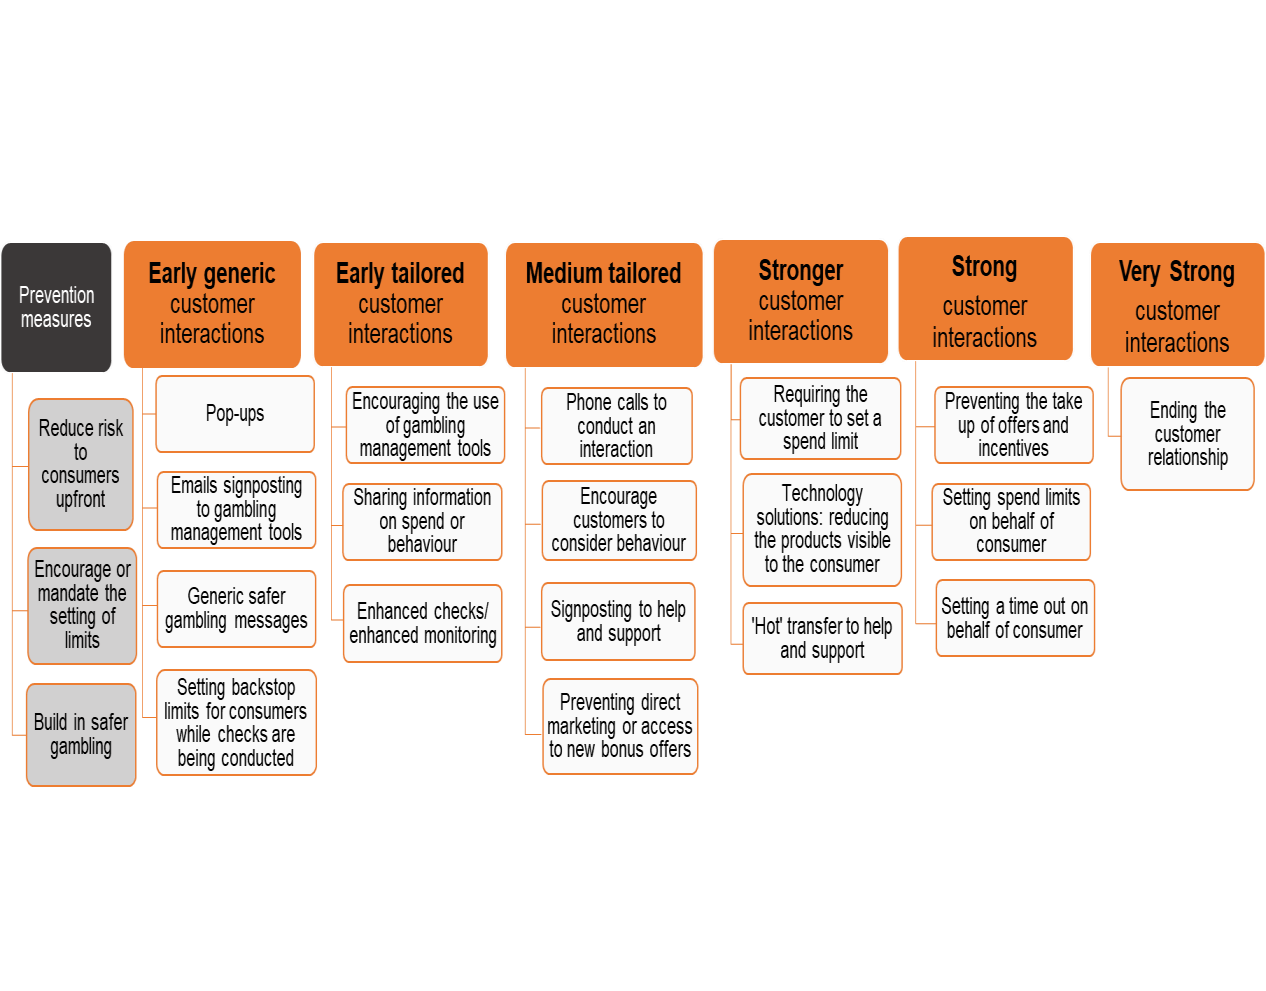 Prevention
measures
Reduce risk
to
consumers
upfront
Encourage or
mandate the
setting of
limits
Build in safer
gambling
Early generic
customer
interactions
Pop-ups
Emails signposting
to gambling
management tools
Generic safer
gambling messages
Setting backstop
limits for consumers
while checks are
being conducted
Early tailored
customer
interactions
Encouraging the use
of gambling
management tools
Sharing information
on spend or
behaviour
Enhanced checks/
enhanced monitoring
Medium tailored
customer
interactions
Phone calls to
conduct an
interaction
Encourage
customers to
consider behaviour
Signposting to help
and support
Preventing direct
marketing or access
to new bonus offers
Stronger
customer
interactions
Requiring the
customer to set a
spend limit
Technology
solutions: reducing
the products visible
to the consumer
'Hot' transfer to help
and support
Strong
customer
interactions
Preventing the take
up of offers and
incentives
Setting spend limits
on behalf of
consumer
Setting a time out on
behalf of consumer
Very Strong
customer
interactions
Ending the
customer
relationship